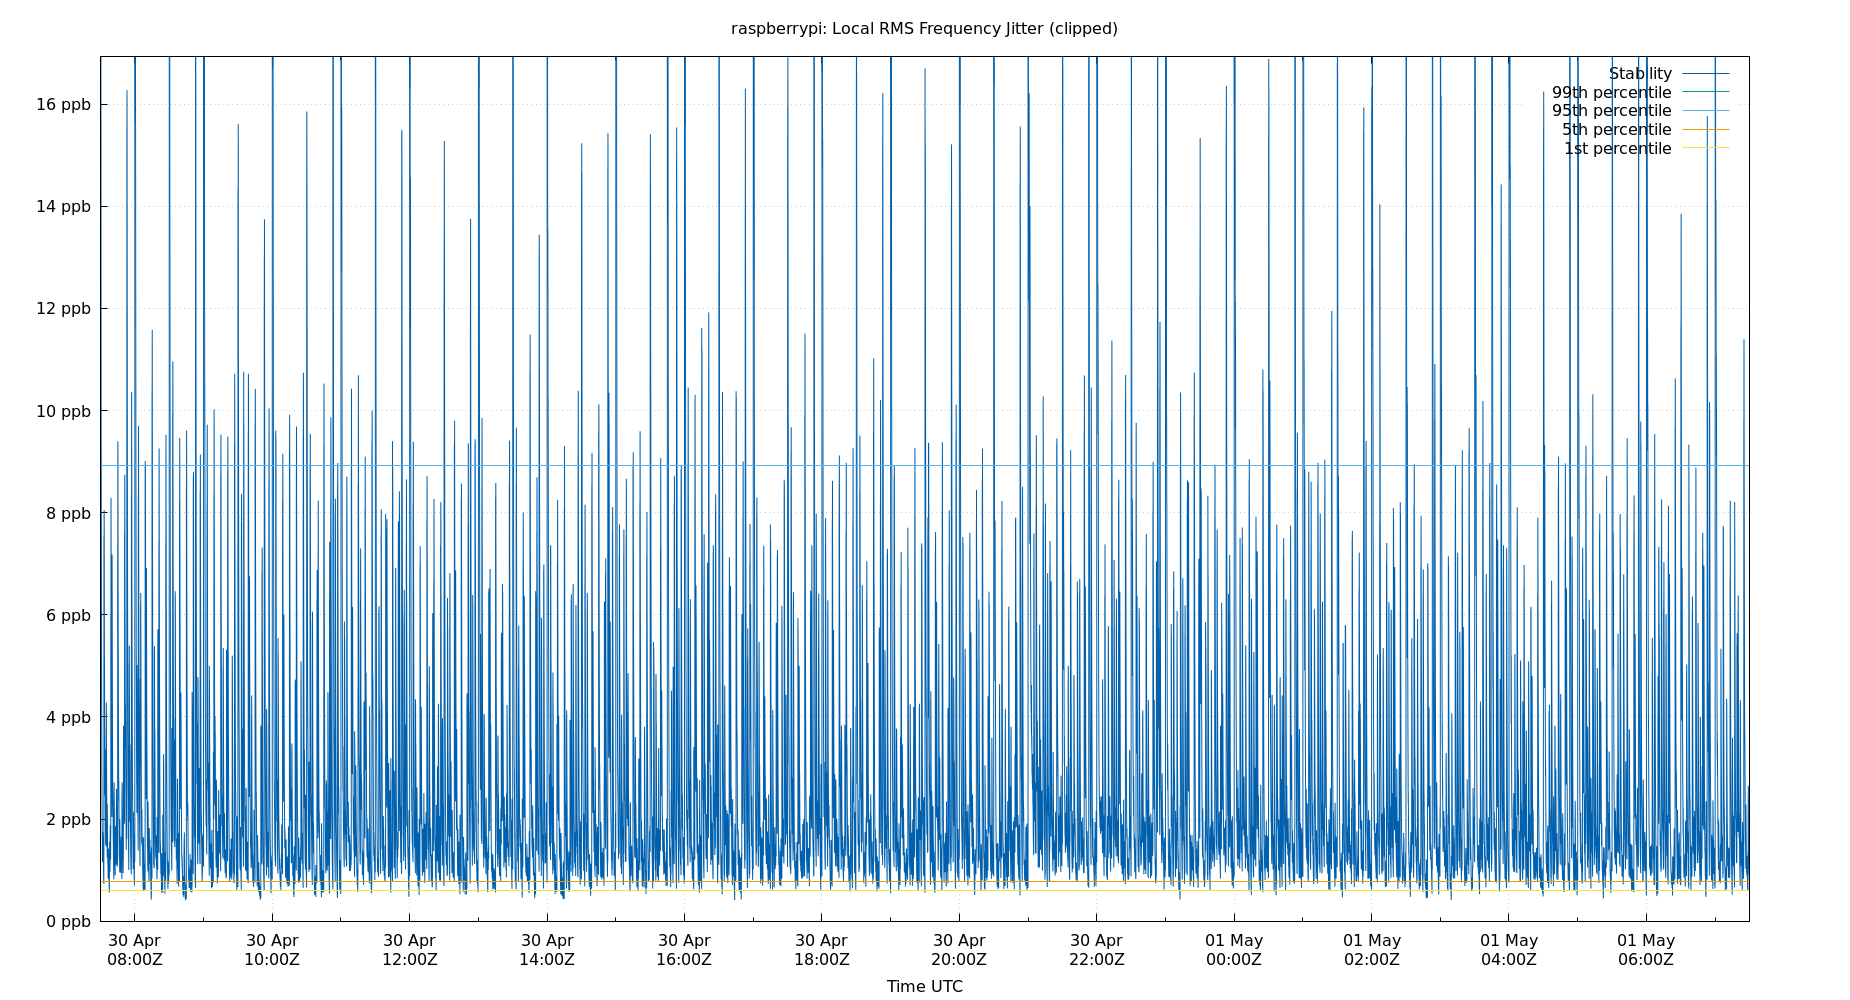 raspberrypi: Local RMS Frequency Jitter (clipped)
Stability
99th percentile
95th percentile
5th percentile
1st percentile
16 ppb
14 ppb
12 ppb
10 ppb
8 ppb
6 ppb
4 ppb
2 ppb
0 ppb
30 Apr 30 Apr 30 Apr 30 Apr 30 Apr 30 Apr 30 Apr 30 Apr 01 May 01 May 01 May 01 May
08:00Z 10:00Z 12:00Z 14:00Z 16:00Z 18:00Z 20:00Z 22:00Z 00:00Z 02:00Z 04:00Z 06:00Z
Time UTC